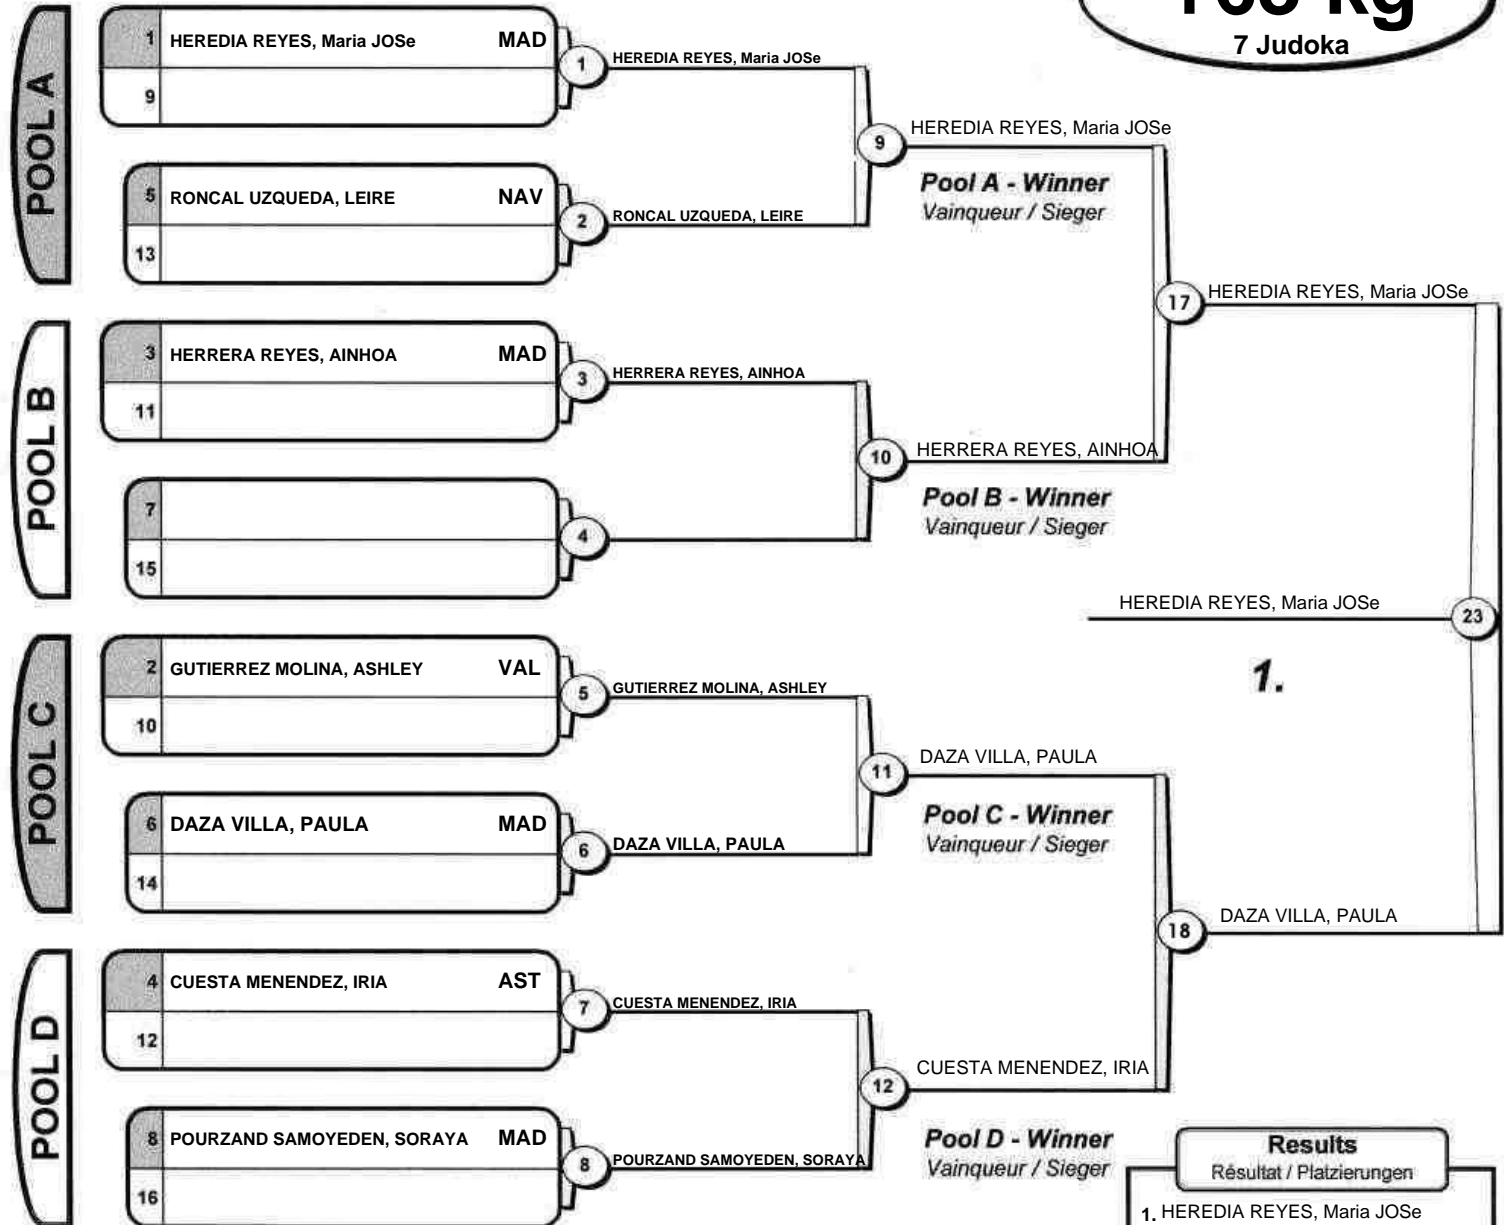 7 Judoka
POOL A
1 HEREDIA REYES, Maria JOSe MAD
9
1
HEREDIA REYES, Maria JOSe
5 RONCAL UZQUEDA, LEIRE NAV
13
2
RONCAL UZQUEDA, LEIRE
9
HEREDIA REYES, Maria JOSe
Pool A - Winner
Vainqueur / Sieger
POOL B
3 HERRERA REYES, AINHOA MAD
11
3
HERRERA REYES, AINHOA
7
15
4
10
HERRERA REYES, AINHOA
Pool B - Winner
Vainqueur / Sieger
17
HEREDIA REYES, Maria JOSe
HEREDIA REYES, Maria JOSe
23
1.
POOL C
2 GUTIERREZ MOLINA, ASHLEY VAL
10
5
GUTIERREZ MOLINA, ASHLEY
6 DAZA VILLA, PAULA MAD
14
6
DAZA VILLA, PAULA
11
DAZA VILLA, PAULA
Pool C - Winner
Vainqueur / Sieger
18
DAZA VILLA, PAULA
POOL D
4 CUESTA MENENDEZ, IRIA AST
12
7
CUESTA MENENDEZ, IRIA
8 POURZAND SAMOYEDEN, SORAYA MAD
16
8
POURZAND SAMOYEDEN, SORAYA
12
CUESTA MENENDEZ, IRIA
Pool D - Winner
Vainqueur / Sieger
Results
Résultat / Platzierungen
1. HEREDIA REYES, Maria JOSe